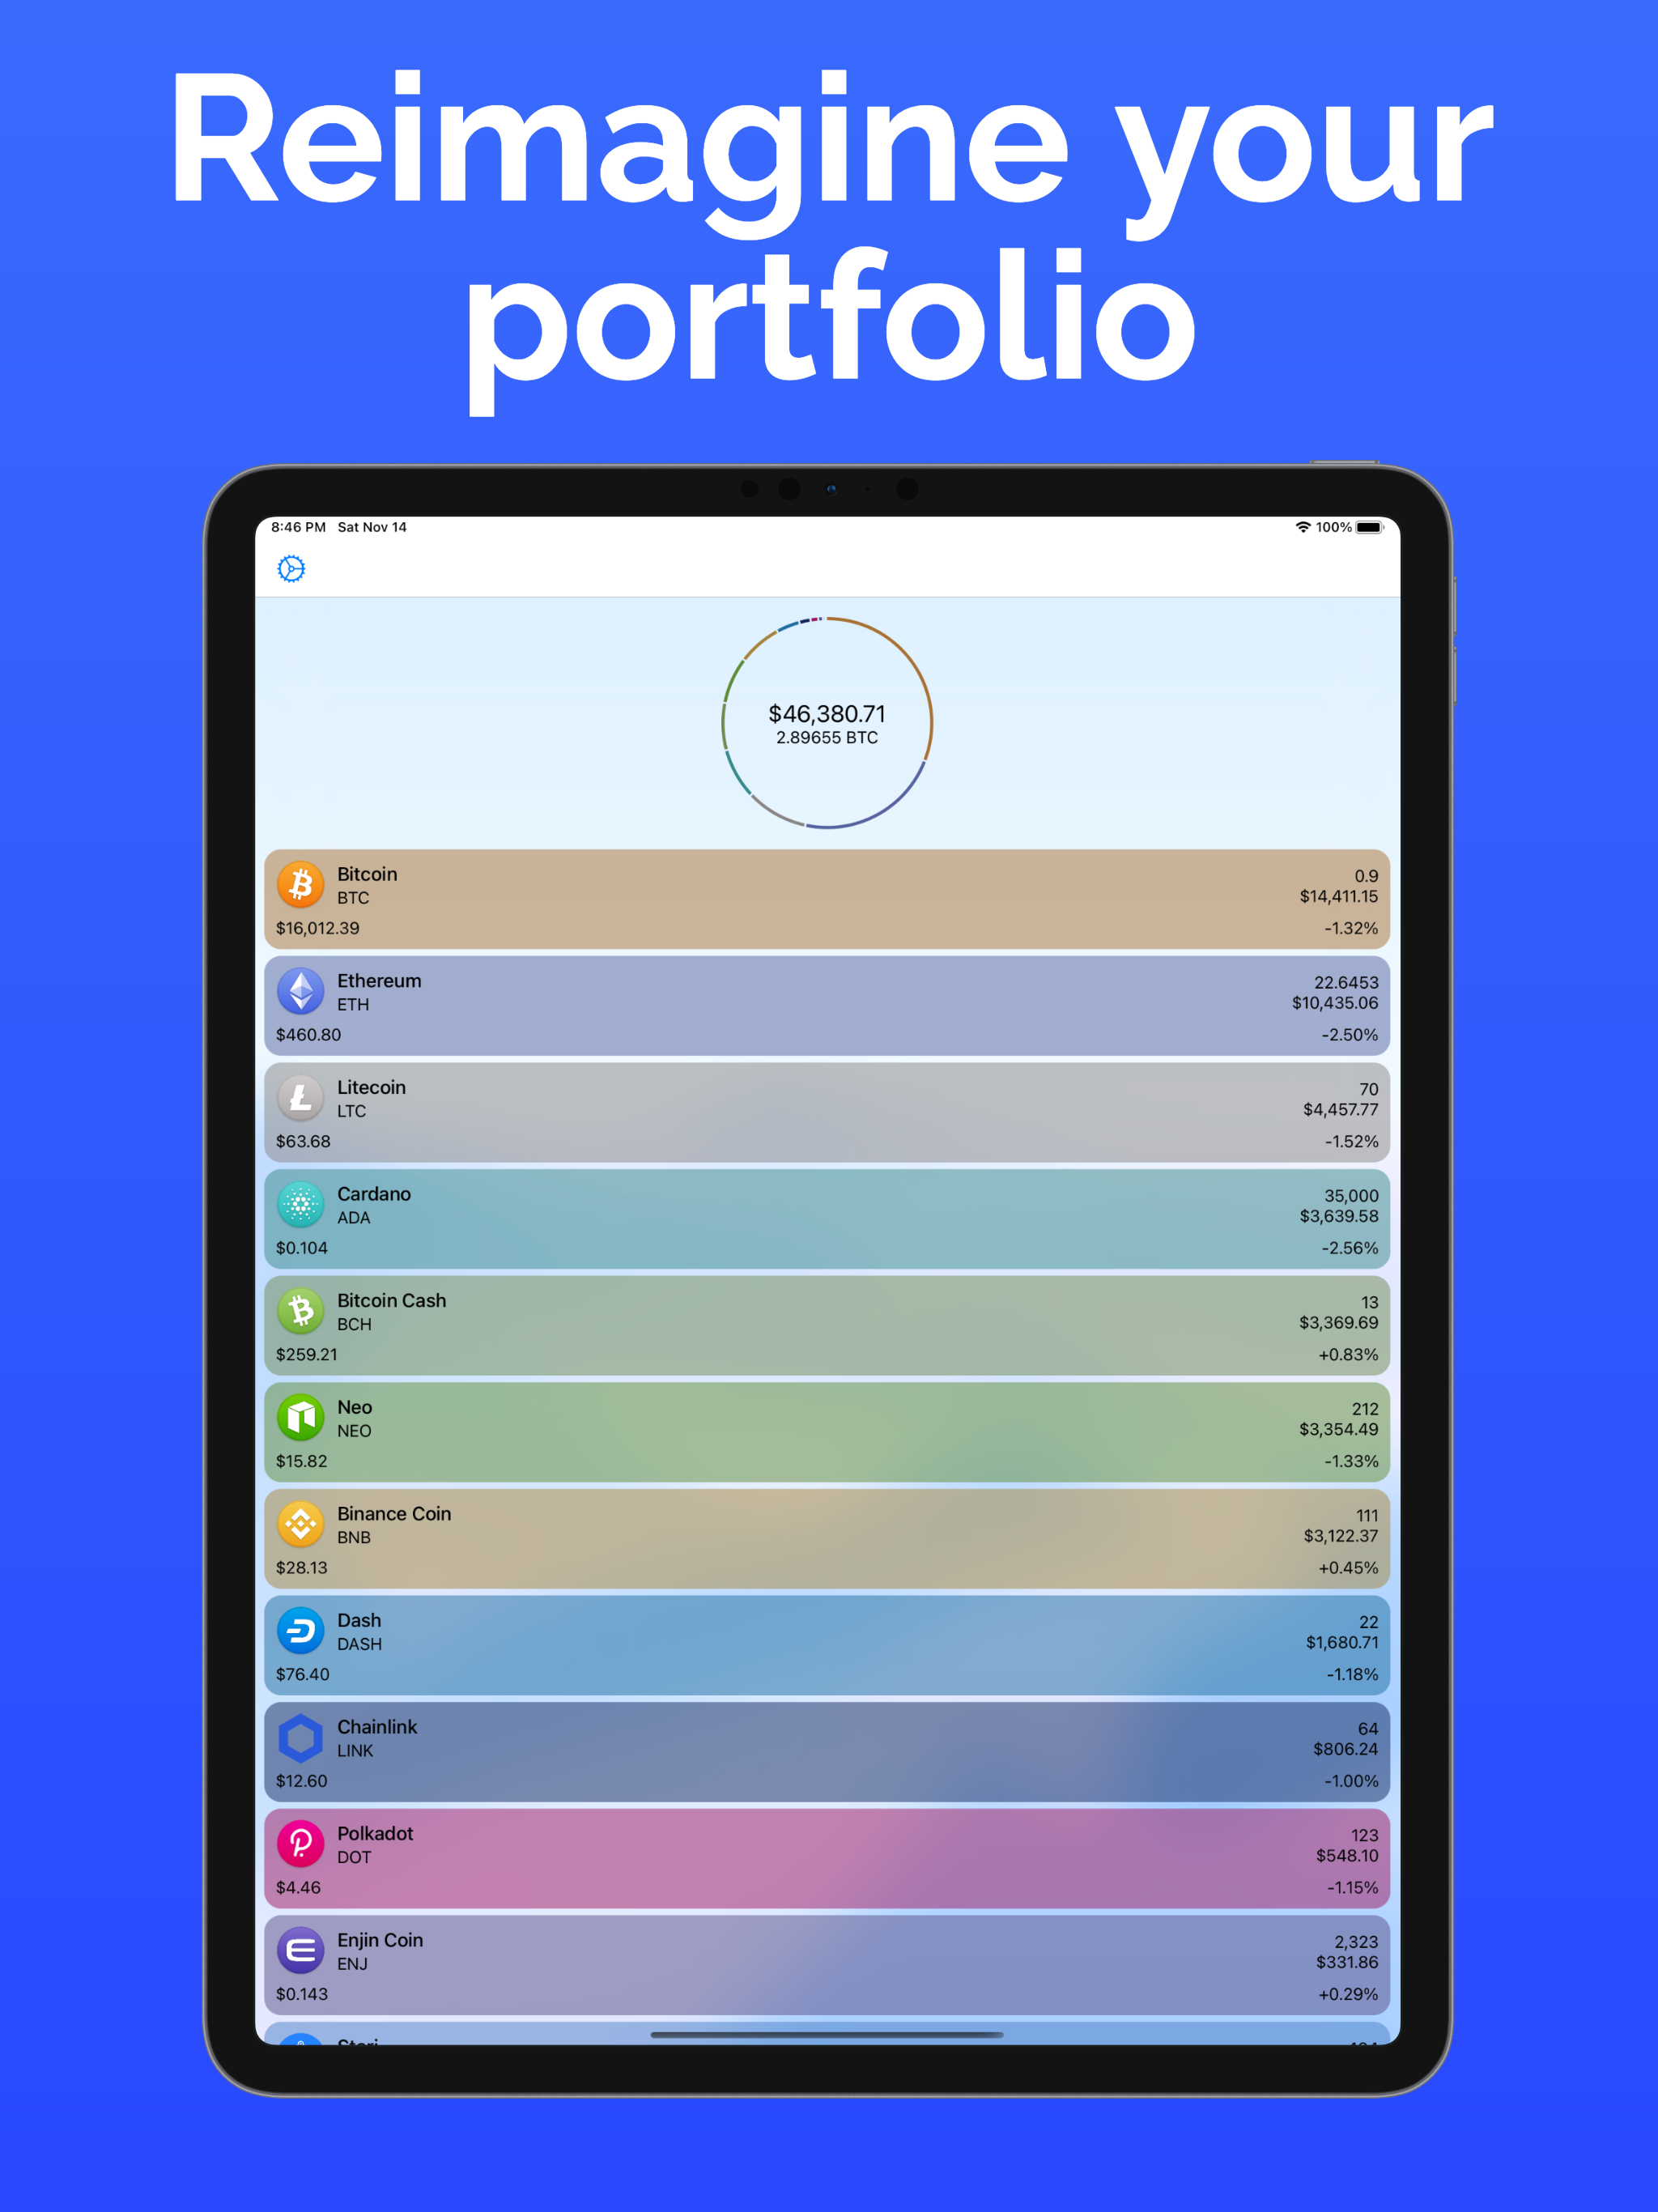 Reimagine your
portfolio
8:46 PM Sat Nov 14
100%
$46,380.71
2.89655 BTC
Bitcoin
BTC
$16,012.39
0.9
$14,411.15
-1.32%
Ethereum
ETH
$460.80
22.6453
$10,435.06
-2.50%
Litecoin
LTC
$63.68
70
$4,457.77
-1.52%
Cardano
ADA
$0.104
35,000
$3,639.58
-2.56%
Bitcoin Cash
BCH
$259.21
13
$3,369.69
+0.83%
Neo
NEO
$15.82
212
$3,354.49
-1.33%
Binance Coin
BNB
$28.13
111
$3,122.37
+0.45%
Dash
DASH
$76.40
22
$1,680.71
-1.18%
Chainlink
LINK
$12.60
64
$806.24
-1.00%
Polkadot
DOT
$4.46
123
$548.10
-1.15%
Enjin Coin
ENJ
$0.143
2,323
$331.86
+0.29%
Storj